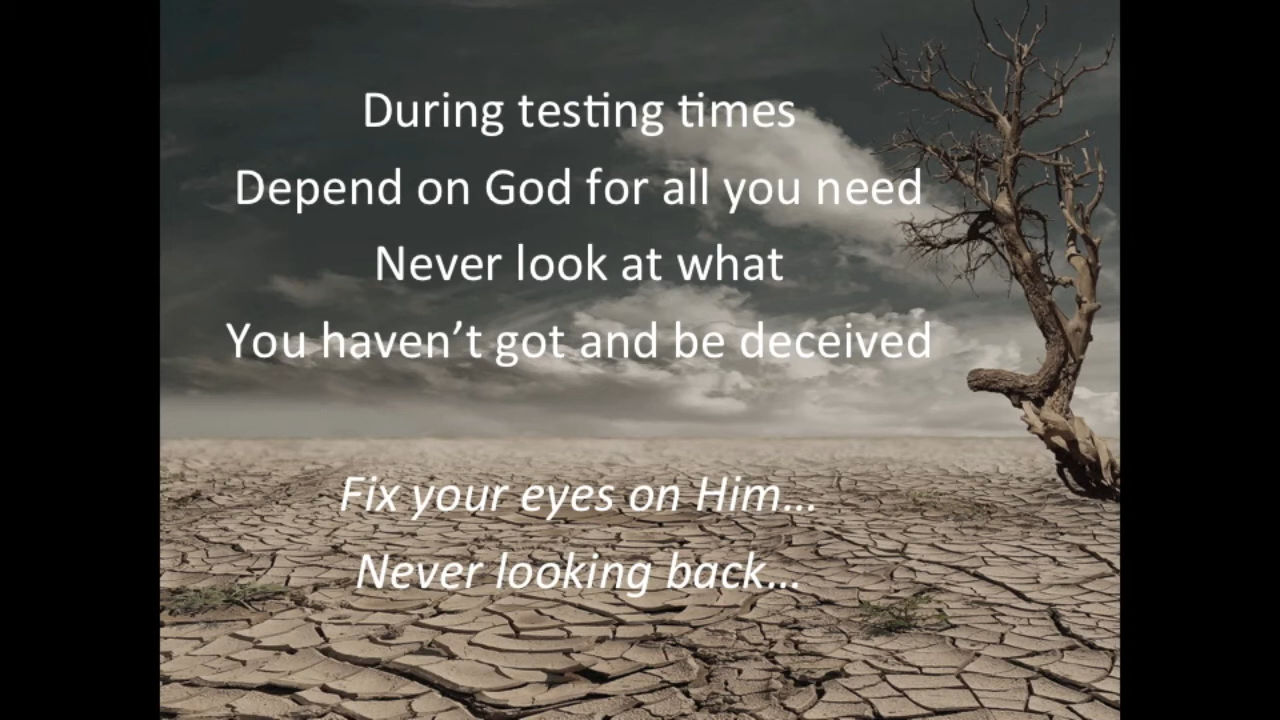 During testing times
Depend on God for all you need
Never look at what
You haven’t got and be deceived
Fix your eyes on Him…
Never looking back…